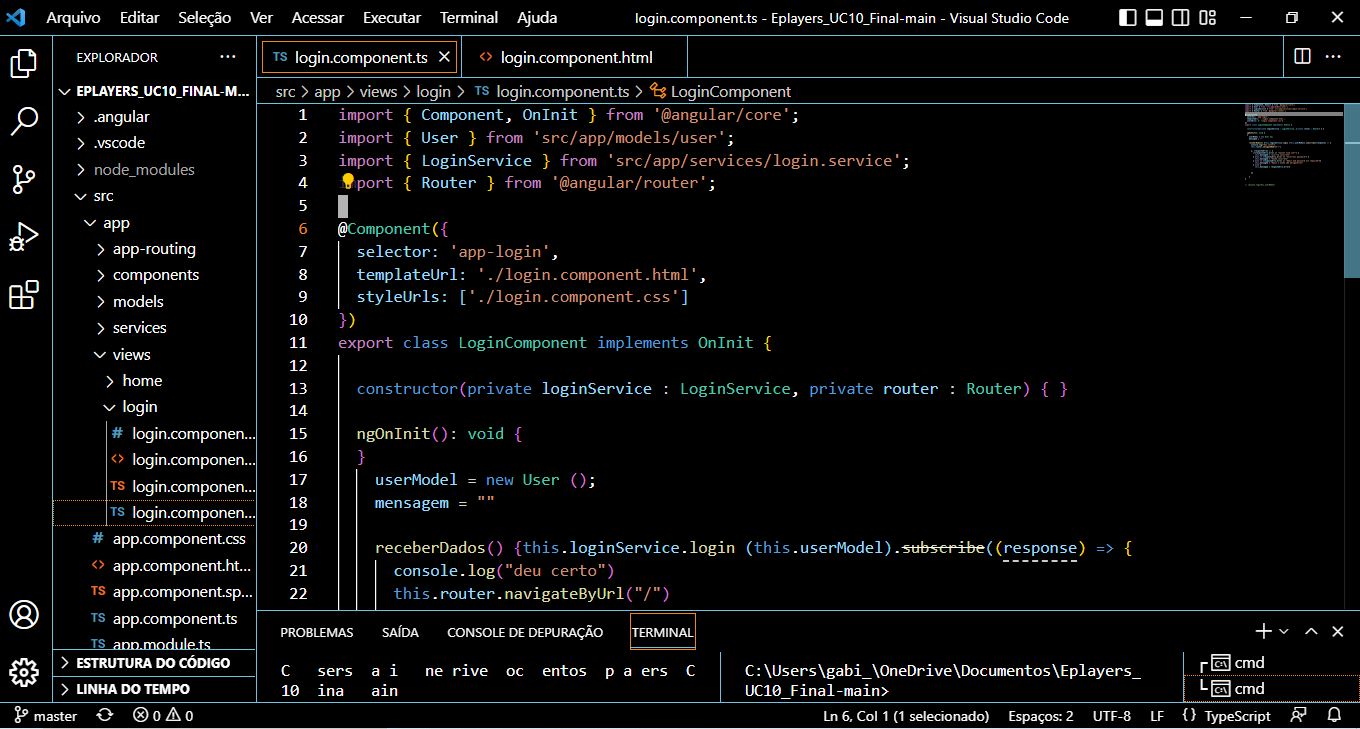 Arquivo Editar Seleção Ver Acessar Executar Terminal Ajuda login.component.ts - Eplayers_UC10_Final-main - Visual Studio Code
EXPLORADOR ...
EPLAYERS_UC10_FINAL-M...
.angular
.vscode
node_modules
src
app
app-routing
components
models
services
views
home
login
# login.componen...
<> login.componen...
TS login.componen...
TS login.componen...
# app.component.css
<> app.component.ht...
TS app.component.sp...
TS app.component.ts
TS app.module.ts
ESTRUTURA DO CÓDIGO
LINHA DO TEMPO
TS login.component.ts <> login.component.html
src > app > views > login > TS login.component.ts > LoginComponent
1 import { Component, OnInit } from '@angular/core';
2 import { User } from 'src/app/models/user';
3 import { LoginService } from 'src/app/services/login.service';
4 port { Router } from '@angular/router';
5
6 @Component({
7 selector: 'app-login',
8 templateUrl: './login.component.html',
9 styleUrls: ['./login.component.css']
10 })
11 export class LoginComponent implements OnInit {
12
13 constructor(private loginService : LoginService, private router : Router) { }
14
15 ngOnInit(): void {
16 }
17 userModel = new User ();
18 mensagem = ""
19
20 receberDados() {this.loginService.login (this.userModel).subscribe((response) => {
21 console.log("deu certo")
22 this.router.navigateByUrl("/")
PROBLEMAS SAÍDA CONSOLE DE DEPURAÇÃO TERMINAL
C sers a i ne rive oc entos p a ers C
10 ina ain
C:\Users\gabi_\OneDrive\Documentos\Eplayers_
UC10_Final-main>
cmd
cmd
master 0 0 Ln 6, Col 1 (1 selecionado) Espaços: 2 UTF-8 LF {} TypeScript